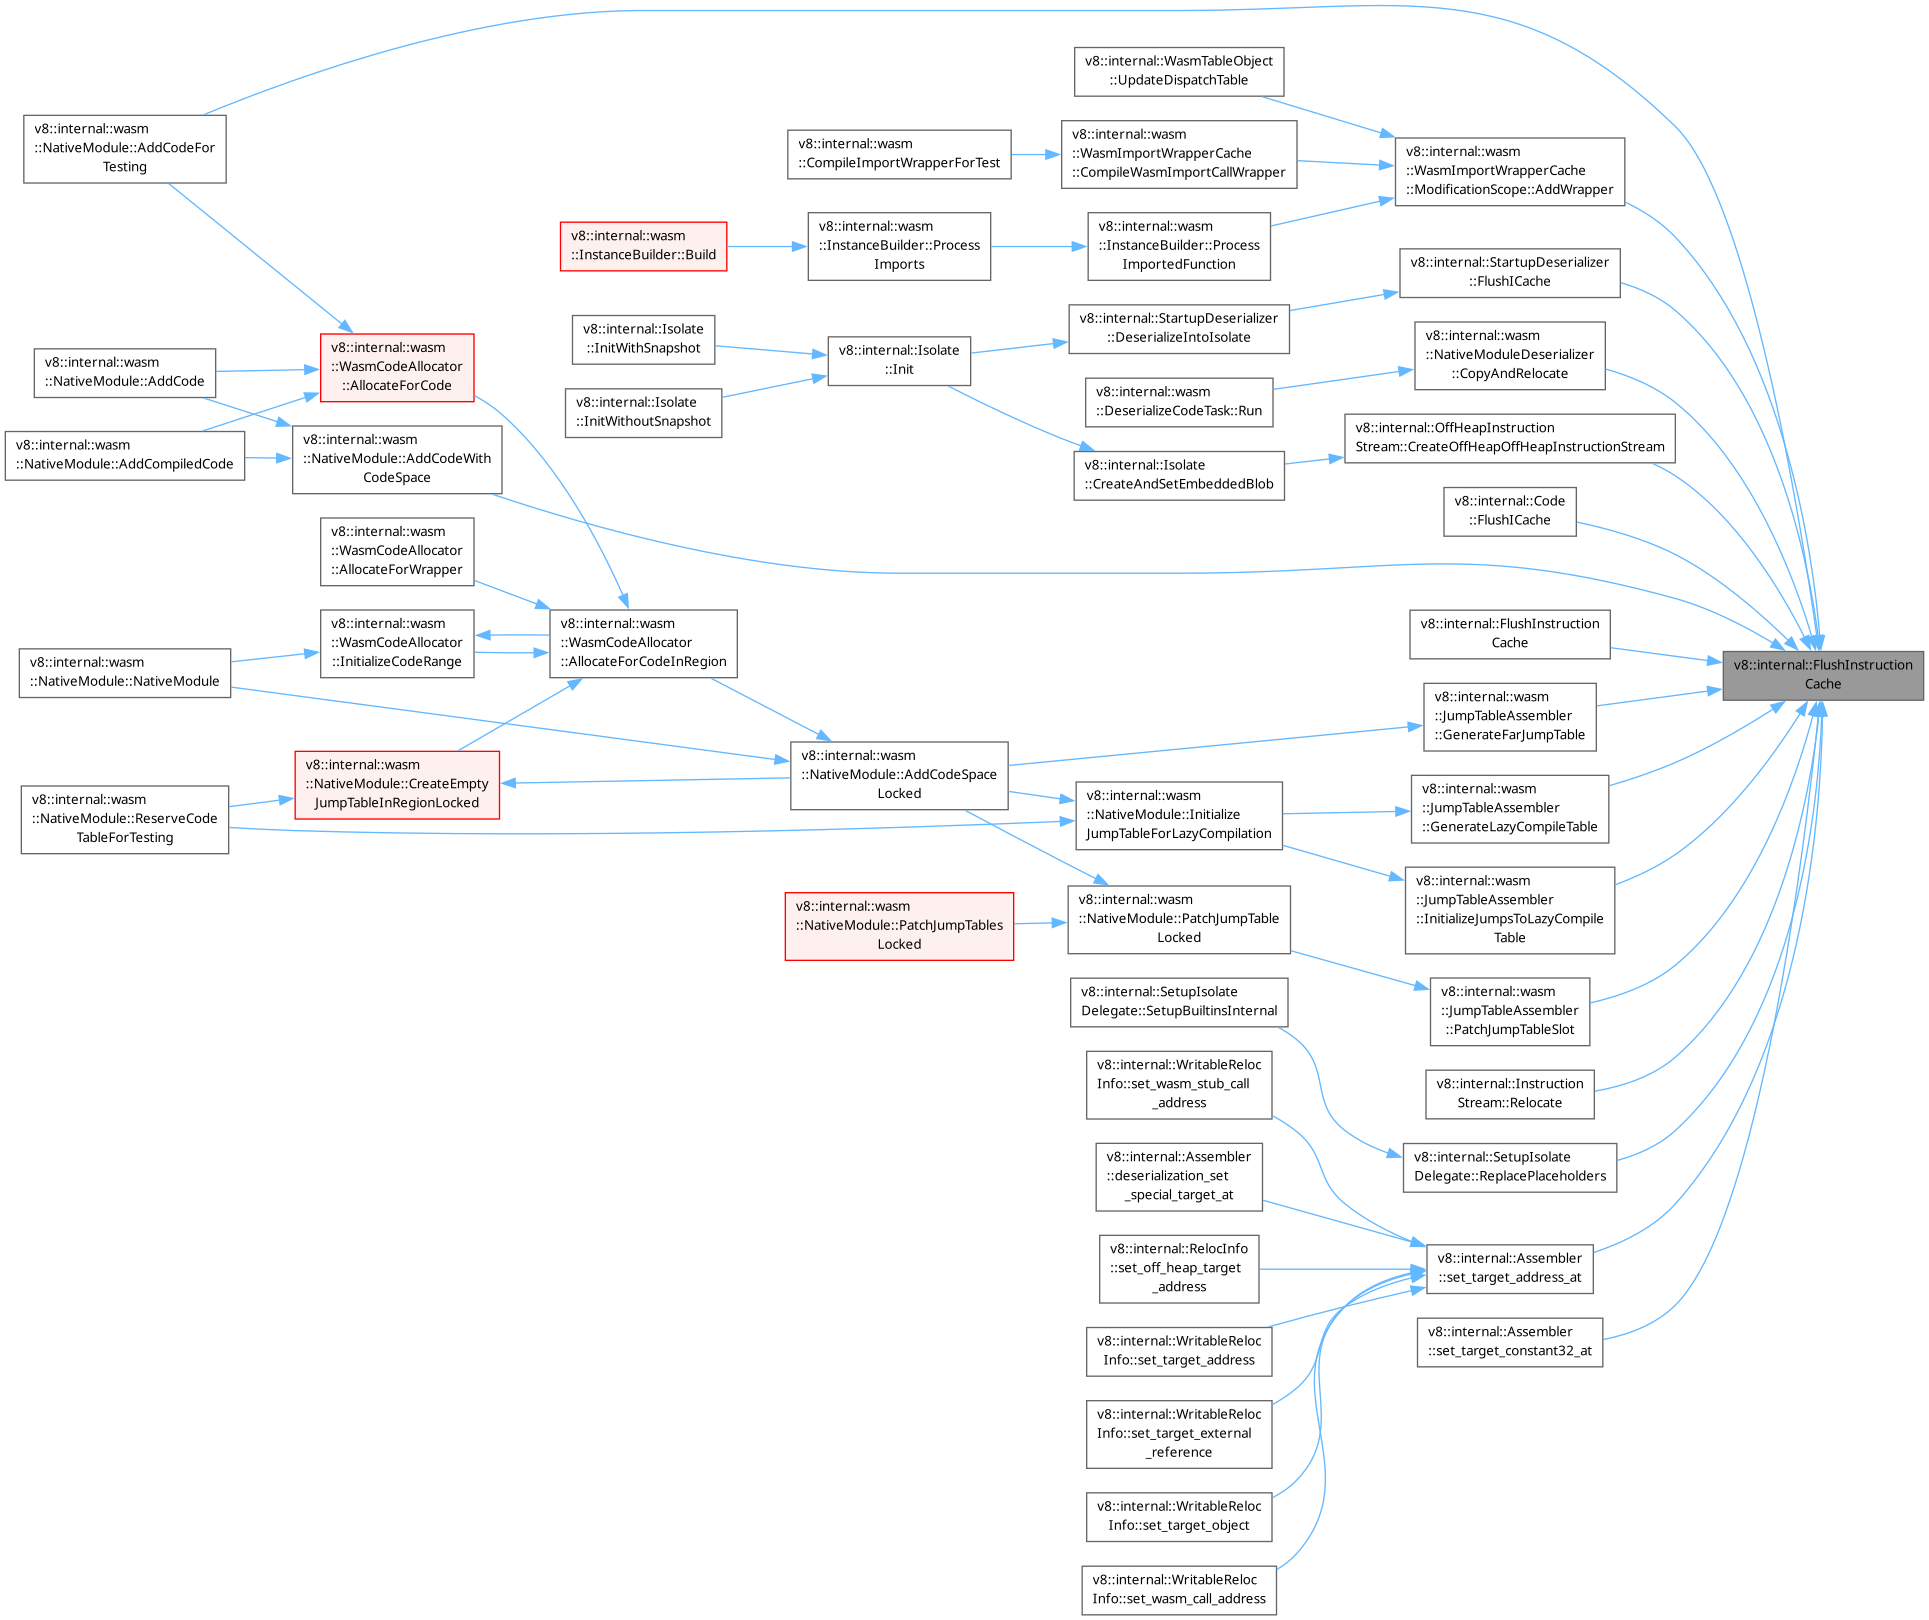 v8::internal::WasmTableObject
::UpdateDispatchTable
v8::internal::wasm
::NativeModule::AddCodeFor
Testing
v8::internal::wasm
::CompileImportWrapperForTest
v8::internal::wasm
::WasmImportWrapperCache
::CompileWasmImportCallWrapper
v8::internal::wasm
::WasmImportWrapperCache
::ModificationScope::AddWrapper
v8::internal::wasm
::InstanceBuilder::Build
v8::internal::wasm
::InstanceBuilder::Process
Imports
v8::internal::wasm
::InstanceBuilder::Process
ImportedFunction
v8::internal::StartupDeserializer
::FlushICache
v8::internal::Isolate
::InitWithSnapshot
v8::internal::Isolate
::Init
v8::internal::StartupDeserializer
::DeserializeIntoIsolate
v8::internal::wasm
::NativeModuleDeserializer
::CopyAndRelocate
v8::internal::wasm
::NativeModule::AddCode
v8::internal::wasm
::WasmCodeAllocator
::AllocateForCode
v8::internal::Isolate
::InitWithoutSnapshot
v8::internal::wasm
::DeserializeCodeTask::Run
v8::internal::OffHeapInstruction
Stream::CreateOffHeapOffHeapInstructionStream
v8::internal::wasm
::NativeModule::AddCompiledCode
v8::internal::wasm
::NativeModule::AddCodeWith
CodeSpace
v8::internal::Isolate
::CreateAndSetEmbeddedBlob
v8::internal::Code
::FlushICache
v8::internal::wasm
::WasmCodeAllocator
::AllocateForWrapper
v8::internal::wasm
::WasmCodeAllocator
::InitializeCodeRange
v8::internal::wasm
::WasmCodeAllocator
::AllocateForCodeInRegion
v8::internal::FlushInstruction
Cache
v8::internal::wasm
::NativeModule::NativeModule
v8::internal::FlushInstruction
Cache
v8::internal::wasm
::JumpTableAssembler
::GenerateFarJumpTable
v8::internal::wasm
::NativeModule::CreateEmpty
JumpTableInRegionLocked
v8::internal::wasm
::NativeModule::AddCodeSpace
Locked
v8::internal::wasm
::NativeModule::ReserveCode
TableForTesting
v8::internal::wasm
::NativeModule::Initialize
JumpTableForLazyCompilation
v8::internal::wasm
::JumpTableAssembler
::GenerateLazyCompileTable
v8::internal::wasm
::JumpTableAssembler
::InitializeJumpsToLazyCompile
Table
v8::internal::wasm
::NativeModule::PatchJumpTables
Locked
v8::internal::wasm
::NativeModule::PatchJumpTable
Locked
v8::internal::wasm
::JumpTableAssembler
::PatchJumpTableSlot
v8::internal::SetupIsolate
Delegate::SetupBuiltinsInternal
v8::internal::WritableReloc
Info::set_wasm_stub_call
_address
v8::internal::Instruction
Stream::Relocate
v8::internal::Assembler
::deserialization_set
_special_target_at
v8::internal::SetupIsolate
Delegate::ReplacePlaceholders
v8::internal::RelocInfo
::set_off_heap_target
_address
v8::internal::Assembler
::set_target_address_at
v8::internal::WritableReloc
Info::set_target_address
v8::internal::Assembler
::set_target_constant32_at
v8::internal::WritableReloc
Info::set_target_external
_reference
v8::internal::WritableReloc
Info::set_target_object
v8::internal::WritableReloc
Info::set_wasm_call_address